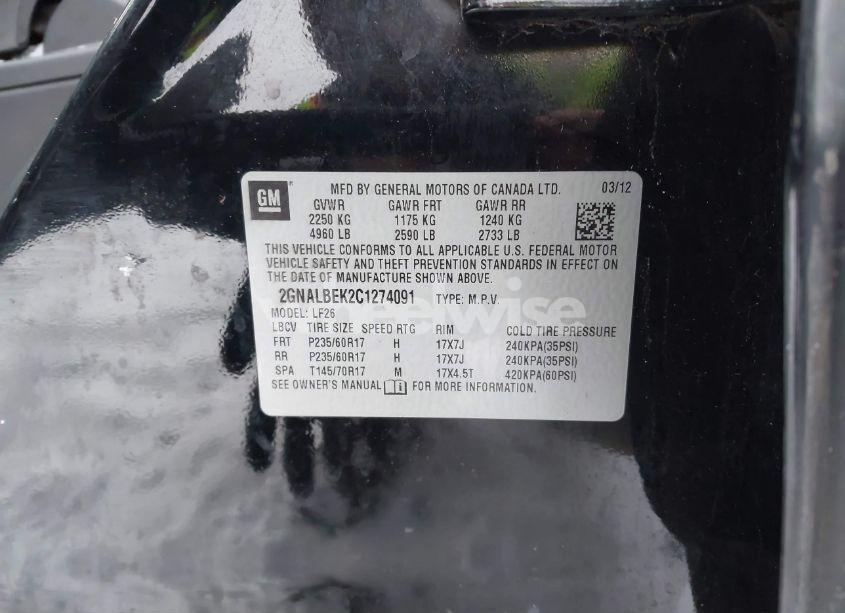 GM
MFD BY GENERAL MOTORS OF CANADA LTD. 03/12
GVWR GAWR FRT GAWR RR
2250 KG 1175 KG 1240 KG
4960 LB 2590 LB 2733 LB
THIS VEHICLE CONFORMS TO ALL APPLICABLE U.S. FEDERAL MOTOR
VEHICLE SAFETY AND THEFT PREVENTION STANDARDS IN EFFECT ON
THE DATE OF MANUFACTURE SHOWN ABOVE.
2GNALBEK2C1274091 TYPE: M.P.V.
MODEL: LF26
LBCV TIRE SIZE SPEED RTG RIM COLD TIRE PRESSURE
FRT P235/60R17 H 17X7J 240KPA(35PSI)
RR P235/60R17 H 17X7J 240KPA(35PSI)
SPA T145/70R17 M 17X4.5T 420KPA(60PSI)
SEE OWNER'S MANUAL FOR MORE INFORMATION.